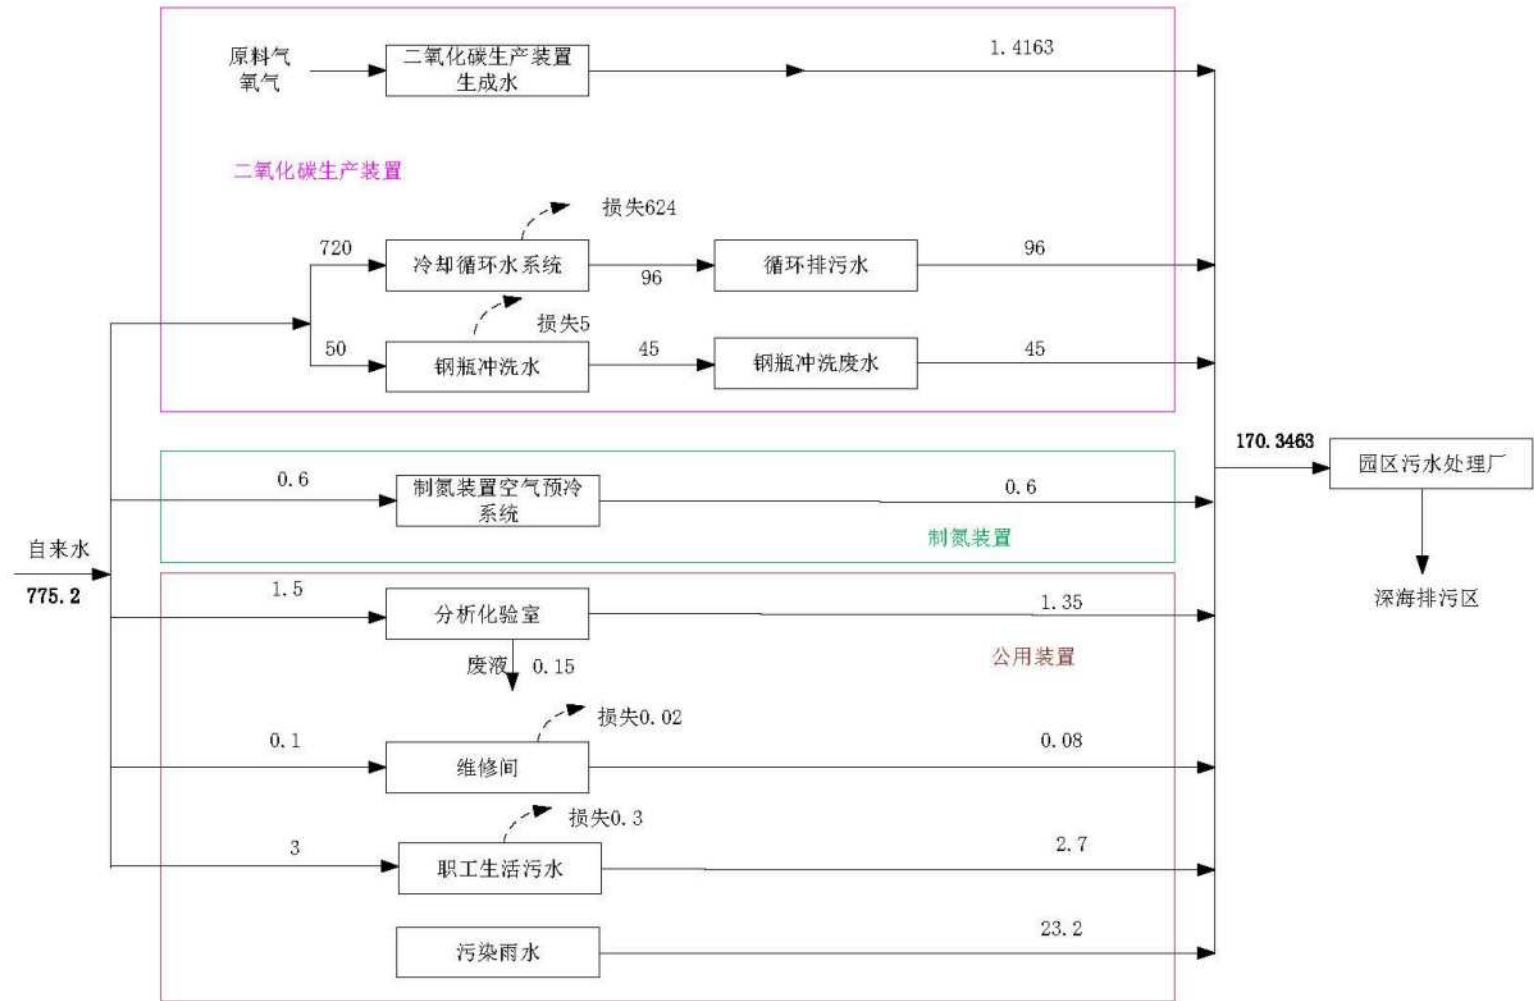 原料气
氧气
二氧化碳生产装置
生成水
1.4163
二氧化碳生产装置
损失624
720
冷却循环水系统
96
循环排污水
96
损失5
50
钢瓶冲洗水
45
钢瓶冲洗废水
45
170.3463
园区污水处理厂
0.6
制氮装置空气预冷
系统
0.6
制氮装置
自来水
775.2
深海排污区
1.5
分析化验室
1.35
废液
0.15
公用装置
损失0.02
0.1
维修间
0.08
损失0.3
3
职工生活污水
2.7
污染雨水
23.2